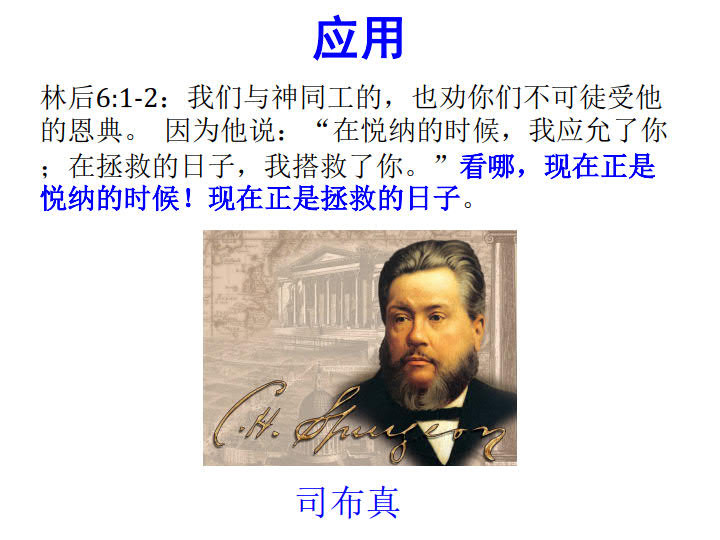 应用
林后6:1-2：我们与神同工的，也劝你们不可徒受他
的恩典。 因为他说：“在悦纳的时候，我应允了你
；在拯救的日子，我搭救了你。”看哪，现在正是
悦纳的时候！现在正是拯救的日子。
C.H. Spurgeon
司布真